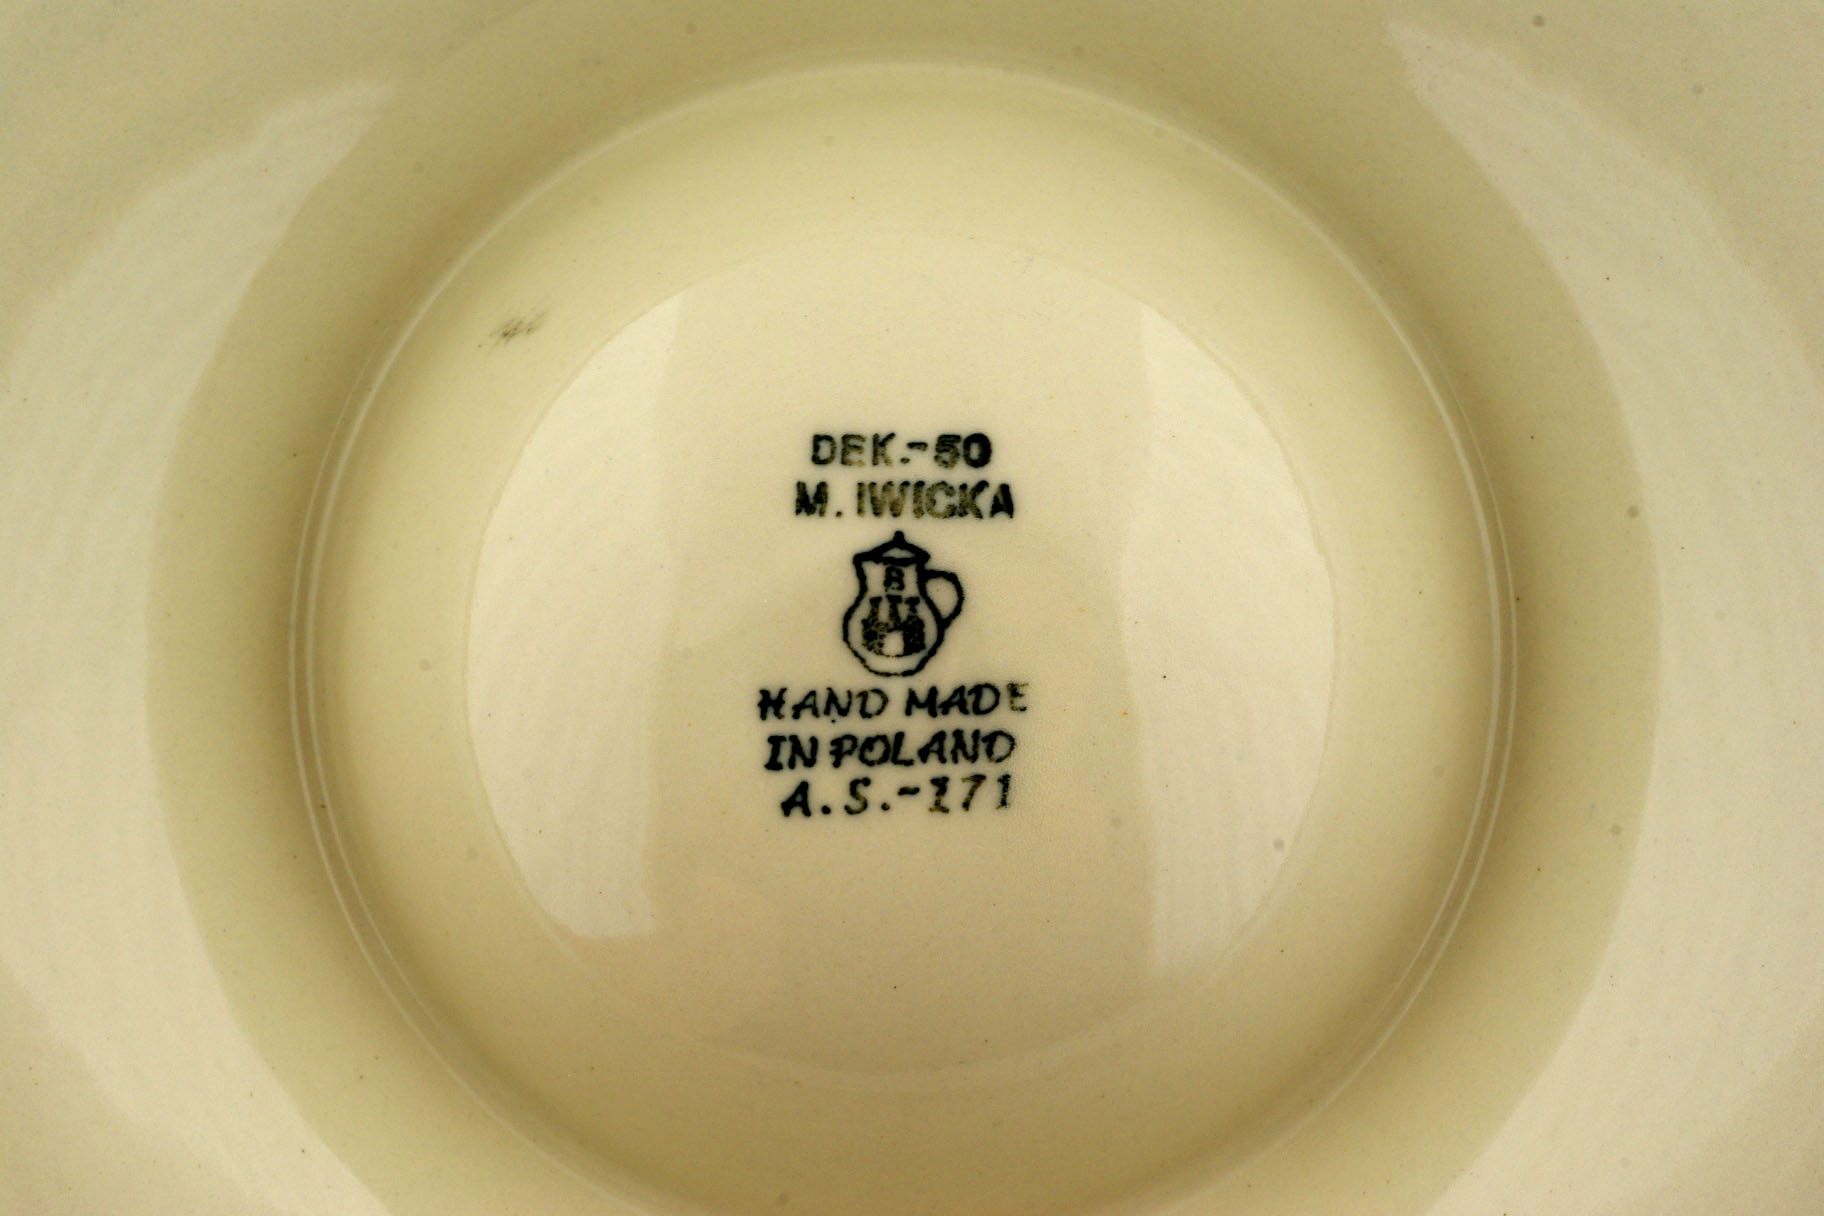 DEK.-50
M. IWICKA
B
HAND MADE
IN POLAND
A.S.-171